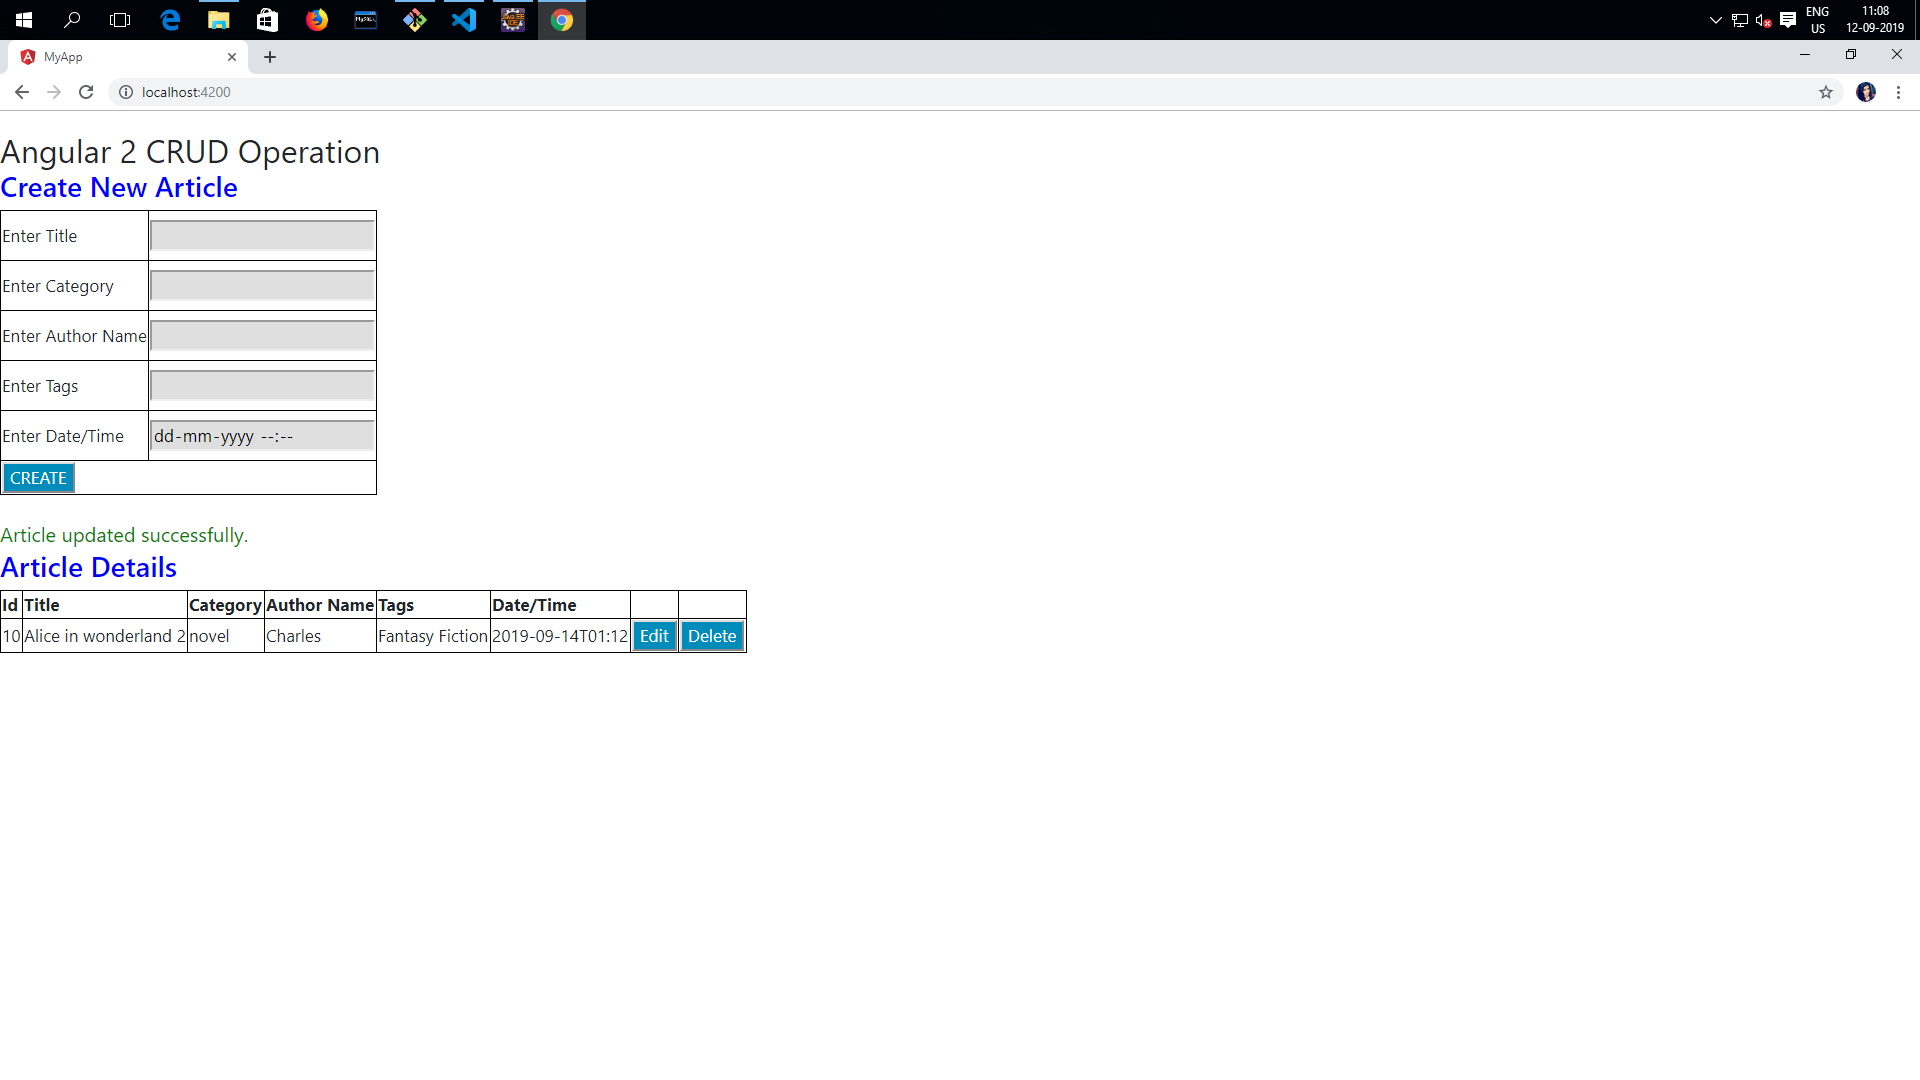 ENG
US
11:08
12-09-2019
MyApp
localhost:4200
Angular 2 CRUD Operation
Create New Article
Enter Title
Enter Category
Enter Author Name
Enter Tags
Enter Date/Time dd-mm-yyyy --:--
CREATE
Article updated successfully.
Article Details
Id Title Category Author Name Tags Date/Time
10 Alice in wonderland 2 novel Charles Fantasy Fiction 2019-09-14T01:12 Edit Delete